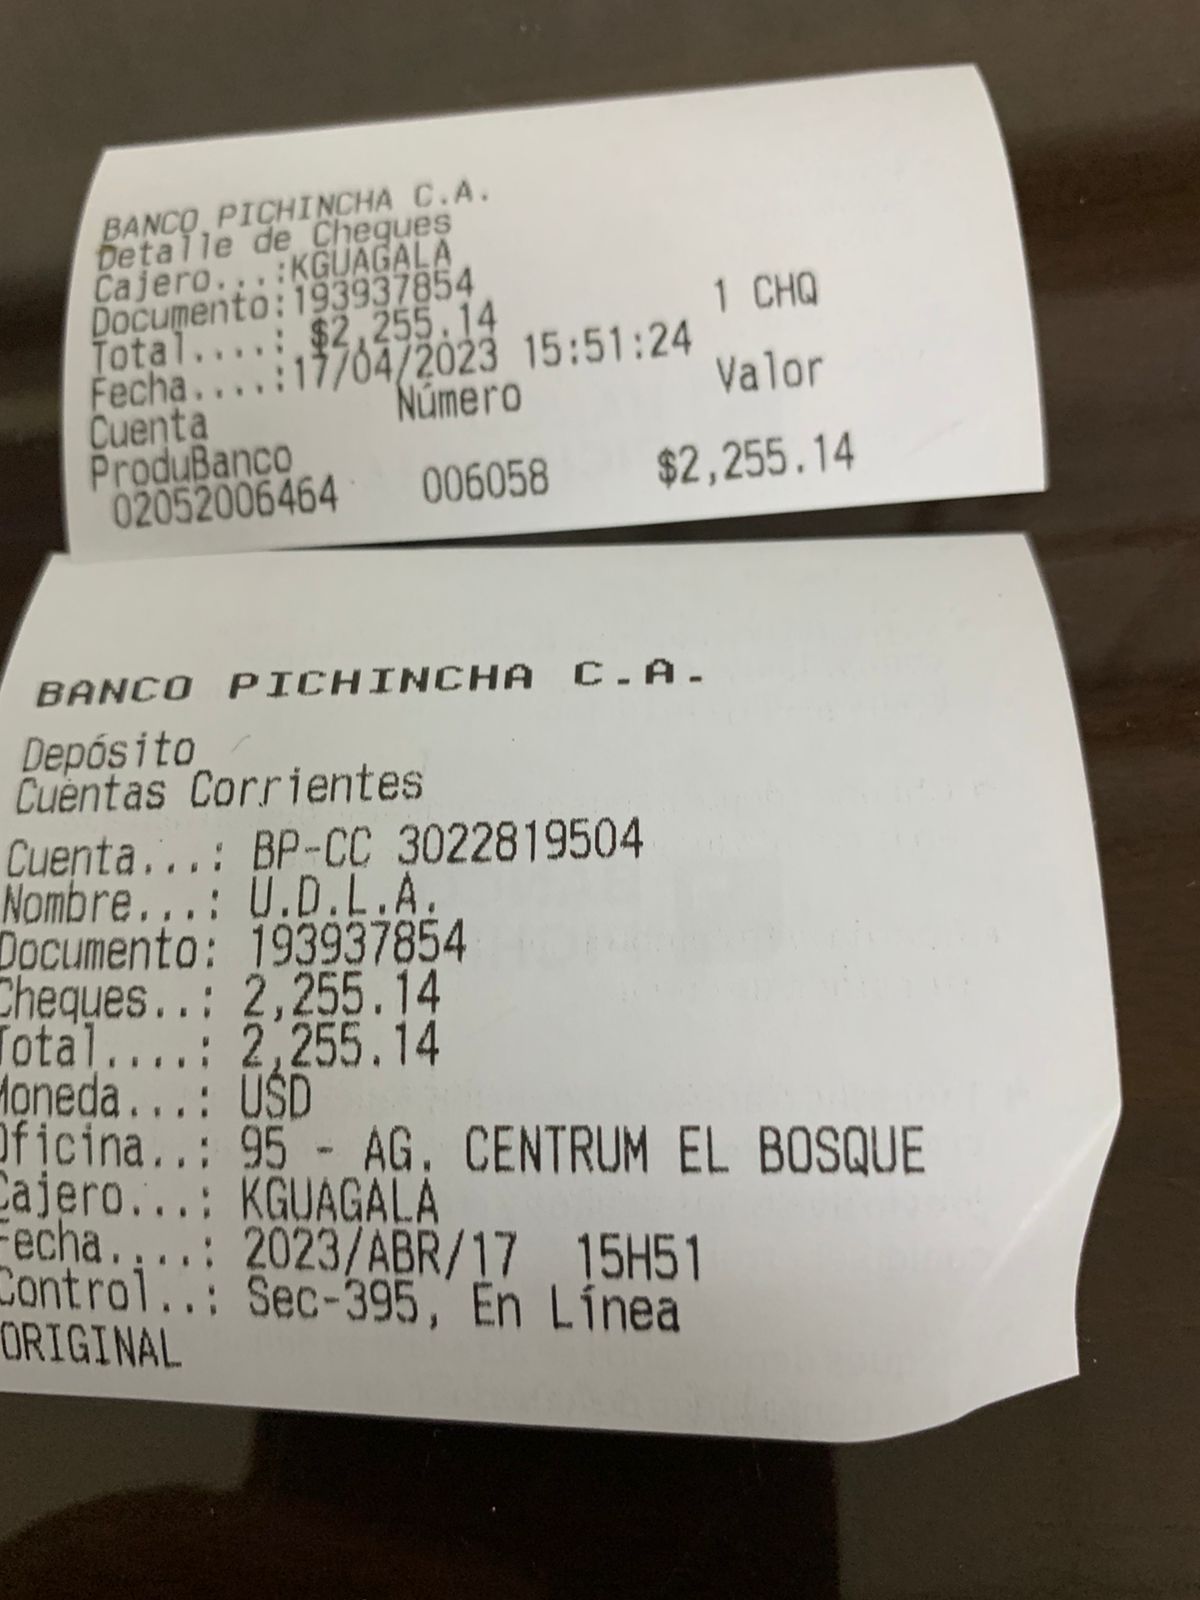 BANCO PICHINCHA C.A.
Detalle de Cheques
Cajero...:KGUAGALA
Documento:193937854 1 CHQ
Total....: $2,255.14
Fecha....:17/04/2023 15:51:24
Cuenta Número Valor
ProduBanco
02052006464 006058 $2,255.14
BANCO PICHINCHA C.A.
Depósito
Cuentas Corrientes
Cuenta...: BP-CC 3022819504
Nombre...: U.D.L.A.
Documento: 193937854
Cheques..: 2,255.14
Total....: 2,255.14
Moneda...: USD
Oficina..: 95 - AG. CENTRUM EL BOSQUE
Cajero...: KGUAGALA
Fecha....: 2023/ABR/17 15H51
Control..: Sec-395, En Línea
ORIGINAL